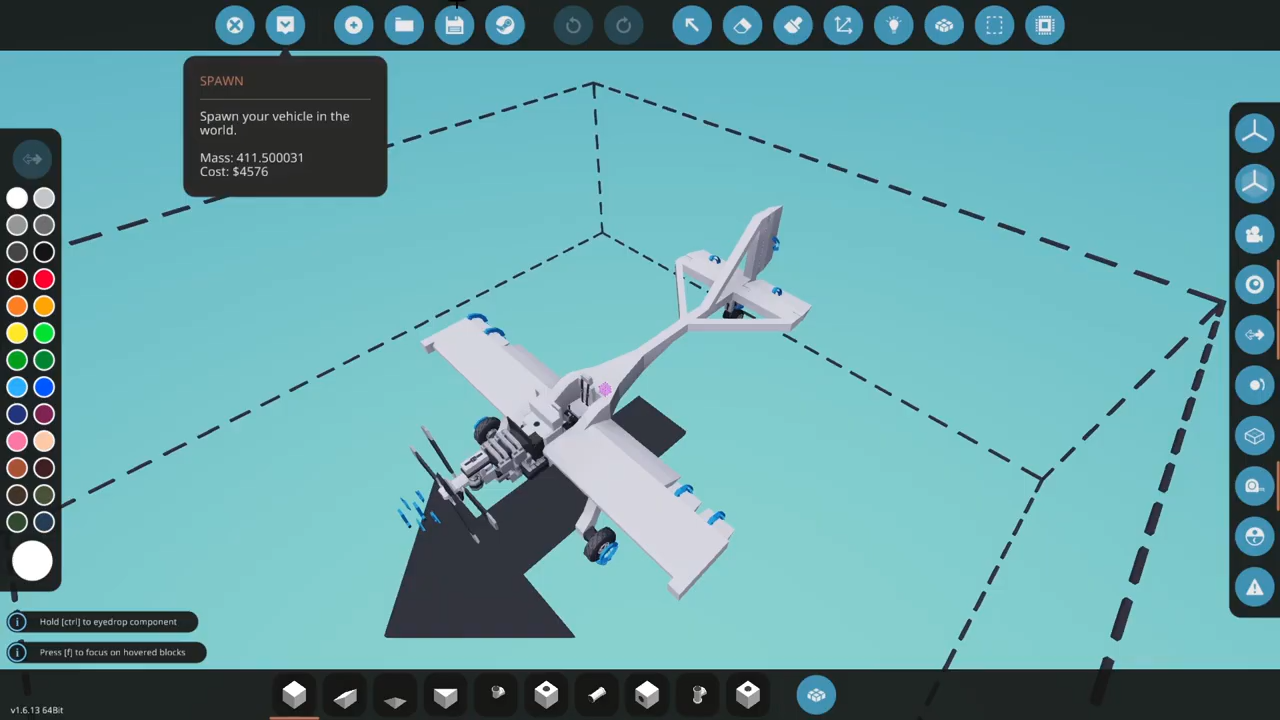 SPAWN
Spawn your vehicle in the
world.
Mass: 411.500031
Cost: $4576
Hold [ctrl] to eyedrop component
Press [f] to focus on hovered blocks
v1.6.13 64Bit